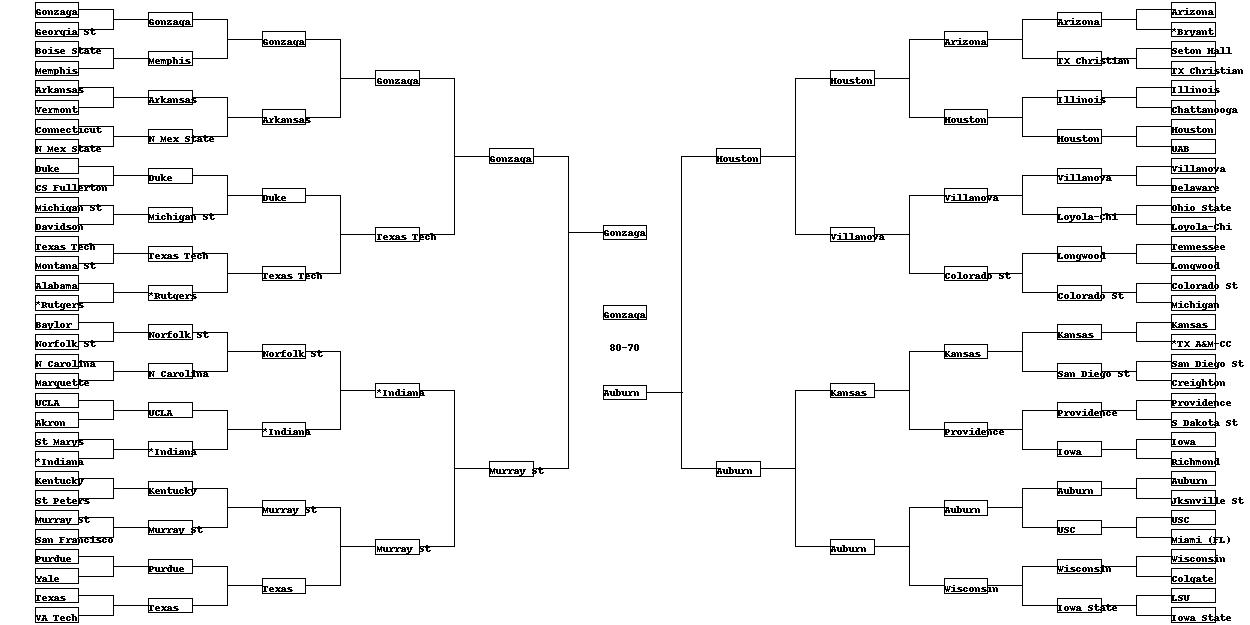 Gonzaga
Georgia St
Boise State
Memphis
Arkansas
Vermont
Connecticut
N Mex State
Duke
CS Fullerton
Michigan St
Davidson
Texas Tech
Montana St
Alabama
*Rutgers
Baylor
Norfolk St
N Carolina
Marquette
UCLA
Akron
St Marys
*Indiana
Kentucky
St Peters
Murray St
San Francisco
Purdue
Yale
Texas
VA Tech
Gonzaga
Memphis
Arkansas
N Mex State
Duke
Michigan St
Texas Tech
*Rutgers
Norfolk St
N Carolina
UCLA
*Indiana
Kentucky
Murray St
Purdue
Texas
Gonzaga
Arkansas
Duke
Texas Tech
Norfolk St
*Indiana
Murray St
Texas
Gonzaga
Texas Tech
*Indiana
Murray St
Gonzaga
Murray St
Gonzaga
Gonzaga
80-70
Auburn
Houston
Auburn
Houston
Villanova
Kansas
Auburn
Arizona
Houston
Villanova
Colorado St
Kansas
Providence
Auburn
Wisconsin
Arizona
TX Christian
Illinois
Houston
Villanova
Loyola-Chi
Longwood
Colorado St
Kansas
San Diego St
Providence
Iowa
Auburn
USC
Wisconsin
Iowa State
Arizona
*Bryant
Seton Hall
TX Christian
Illinois
Chattanooga
Houston
UAB
Villanova
Delaware
Ohio State
Loyola-Chi
Tennessee
Longwood
Colorado St
Michigan
Kansas
*TX A&M-CC
San Diego St
Creighton
Providence
S Dakota St
Iowa
Richmond
Auburn
Jksnville St
USC
Miami (FL)
Wisconsin
Colgate
LSU
Iowa State